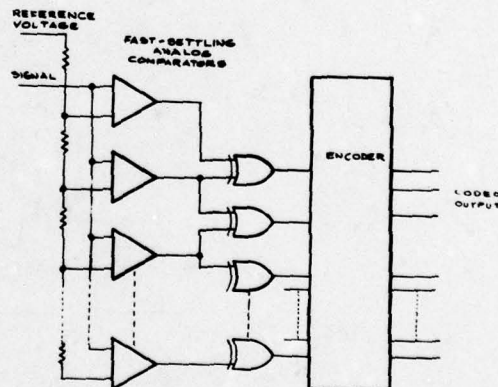 REFERENCE
VOLTAGE
FAST-SETTLING
ANALOG
COMPARATORS
SIGNAL
ENCODER
CODED
OUTPUT